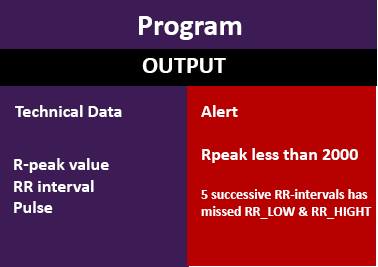 Program
OUTPUT
Technical Data
R-peak value
RR interval
Pulse
Alert
Rpeak less than 2000
5 successive RR-intervals has
missed RR_LOW & RR_HIGHT